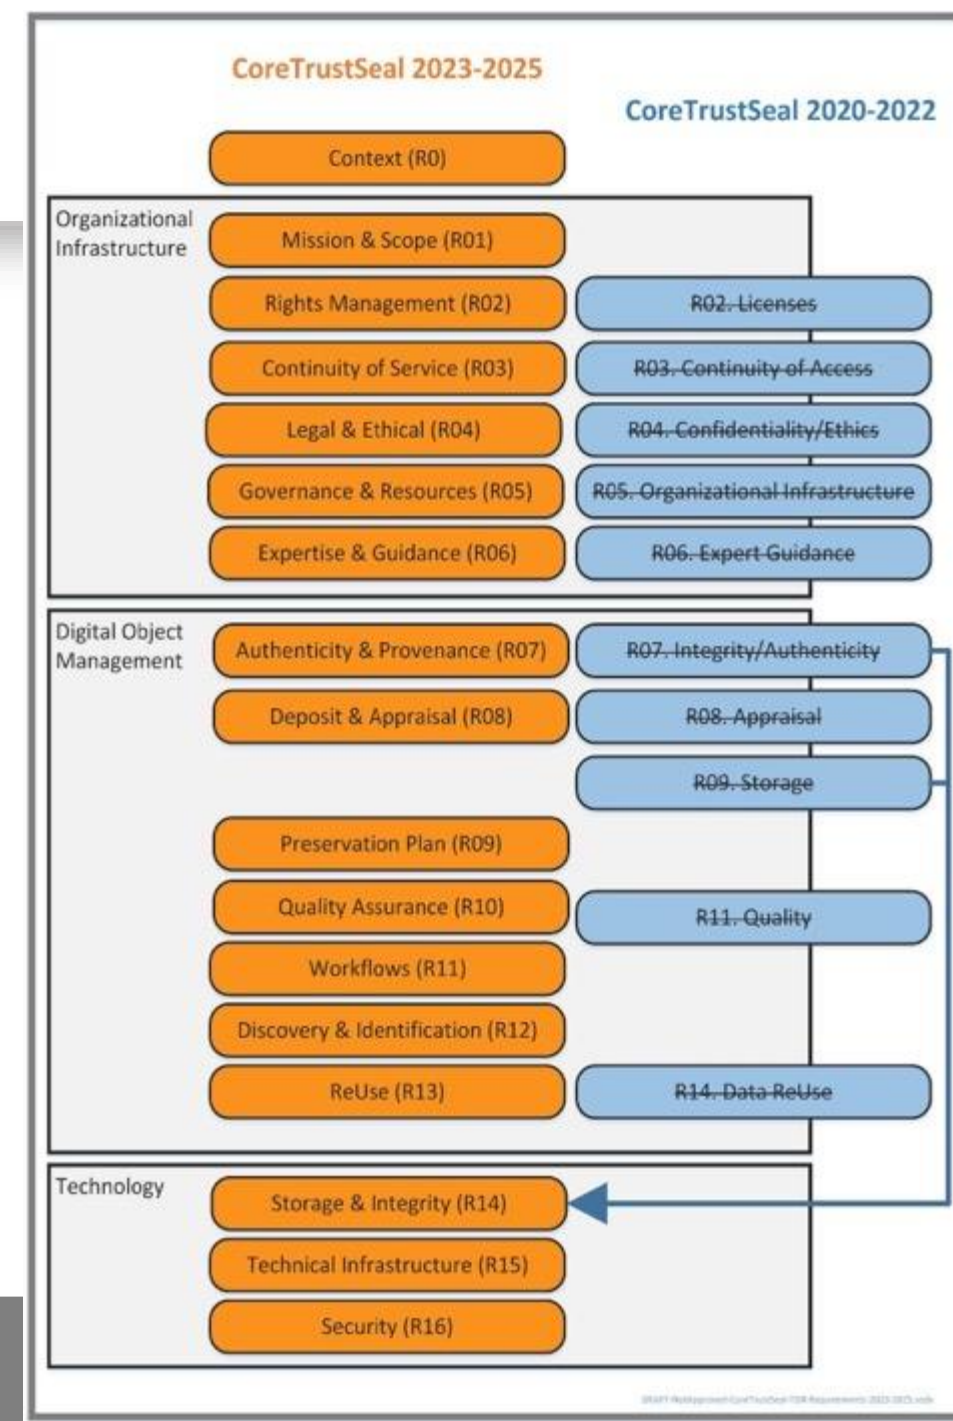 CoreTrustSeal 2023-2025
CoreTrustSeal 2020-2022
Context (R0)
Organizational
Infrastructure
Mission & Scope (R01)
Rights Management (R02)
R02. Licenses
Continuity of Service (R03)
R03. Continuity of Access
Legal & Ethical (R04)
R04. Confidentiality/Ethics
Governance & Resources (R05)
R05. Organizational Infrastructure
Expertise & Guidance (R06)
R06. Expert Guidance
Digital Object
Management
Authenticity & Provenance (R07)
R07. Integrity/Authenticity
Deposit & Appraisal (R08)
R08. Appraisal
R09. Storage
Preservation Plan (R09)
Quality Assurance (R10)
R11. Quality
Workflows (R11)
Discovery & Identification (R12)
ReUse (R13)
R14. Data ReUse
Technology
Storage & Integrity (R14)
Technical Infrastructure (R15)
Security (R16)